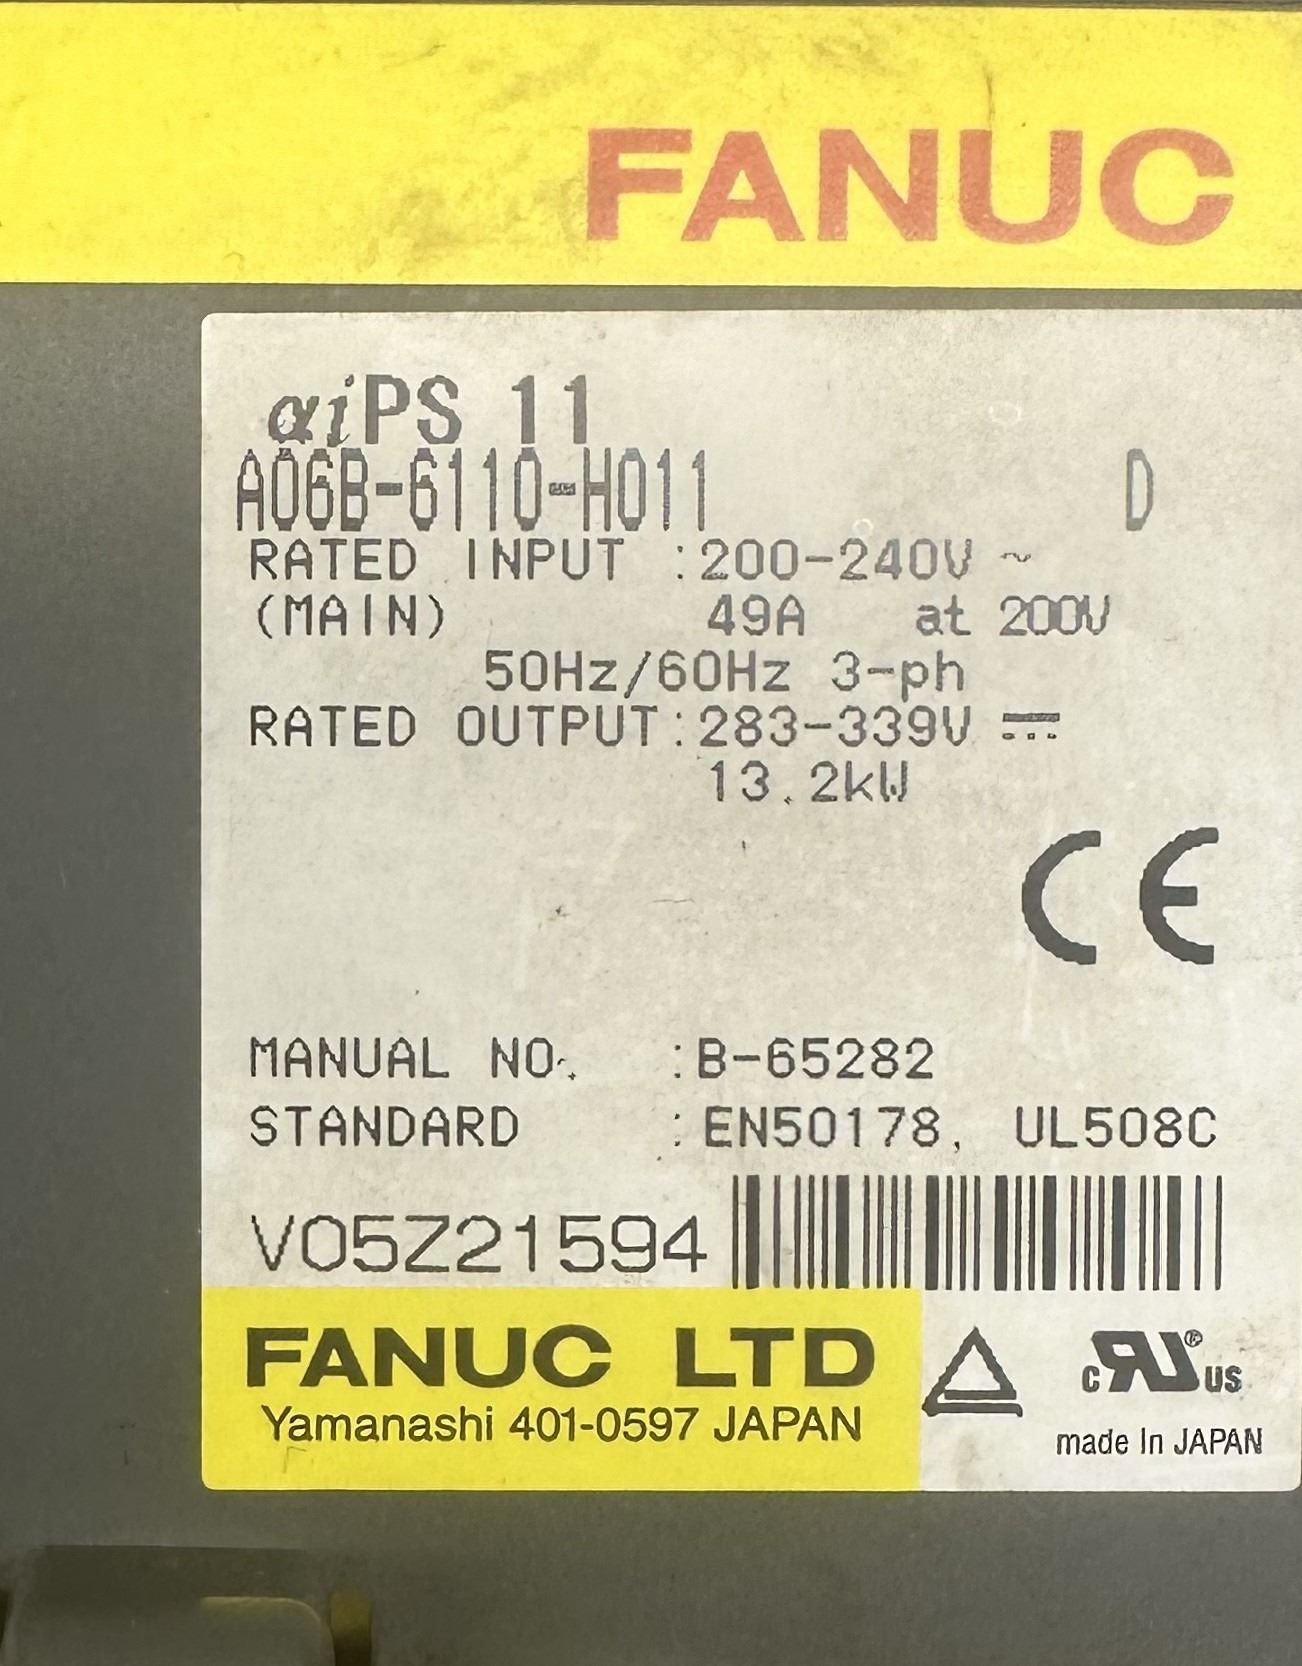 FANUC
αiPS 11
A06B-6110-H011 D
RATED INPUT :200-240V ~
(MAIN) 49A at 200V
50Hz/60Hz 3-ph
RATED OUTPUT:283-339V ⎓
13.2kW
CE
MANUAL NO. :B-65282
STANDARD :EN50178, UL508C
V05Z21594
FANUC LTD
Yamanashi 401-0597 JAPAN
c RU ® US
made In JAPAN